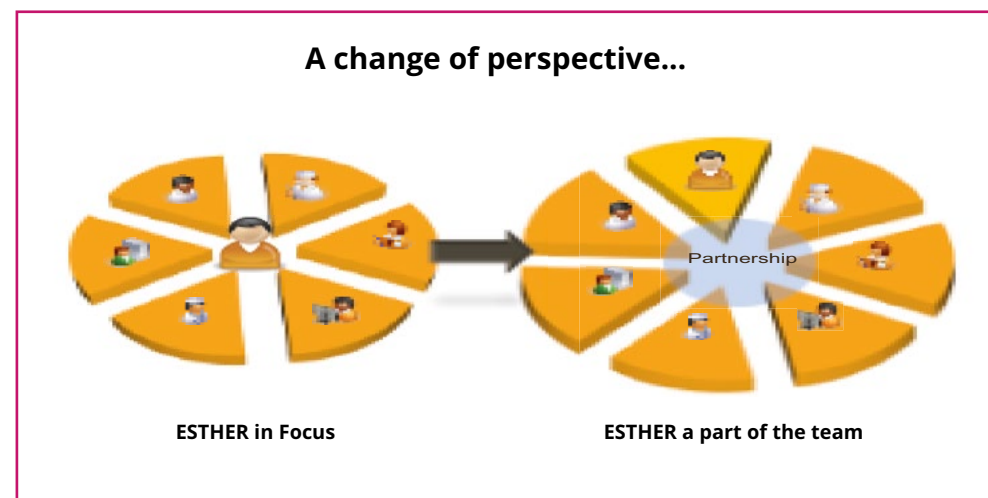 A change of perspective...
Partnership
ESTHER in Focus
ESTHER a part of the team